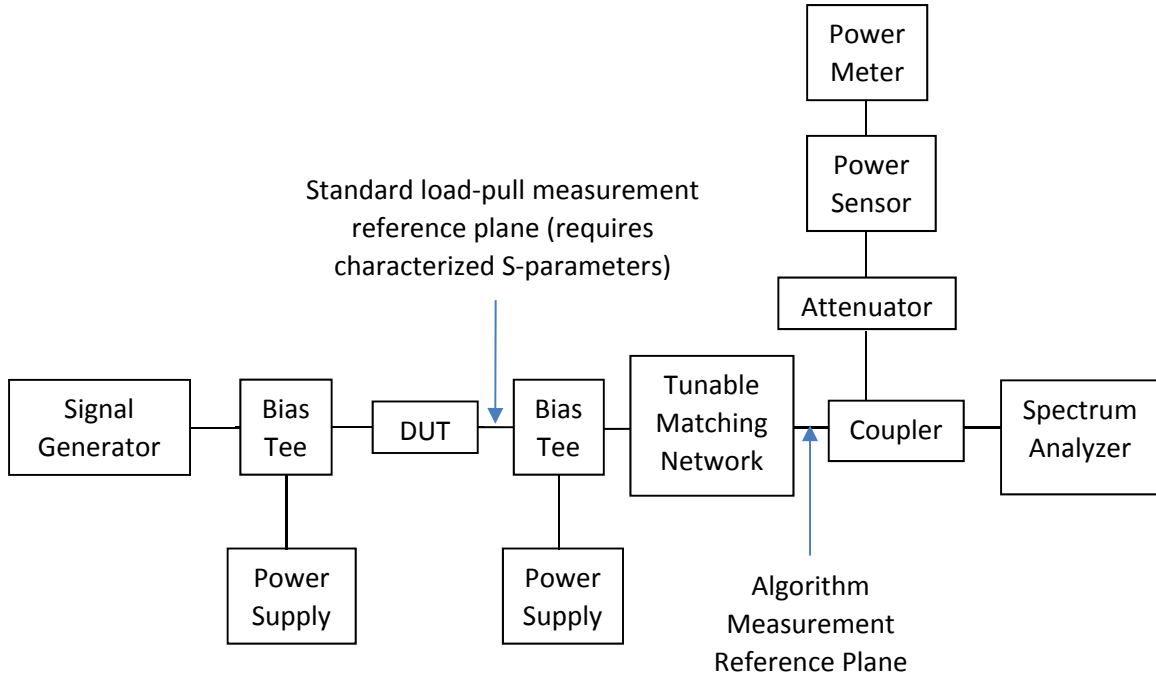 Power
Meter
Power
Sensor
Standard load-pull measurement
reference plane (requires
characterized S-parameters)
Attenuator
Signal
Generator
Bias
Tee
DUT
Bias
Tee
Tunable
Matching
Network
Coupler
Spectrum
Analyzer
Power
Supply
Power
Supply
Algorithm
Measurement
Reference Plane